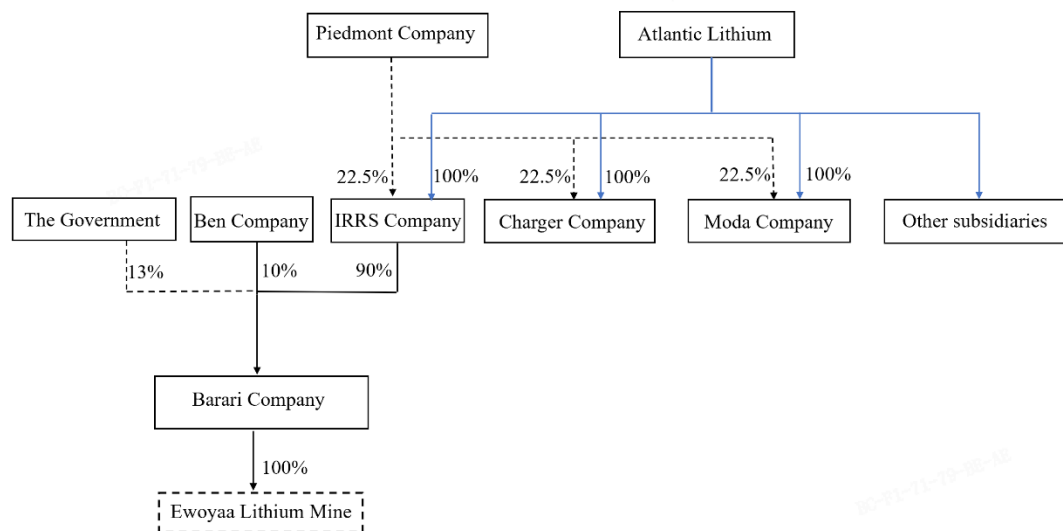 Piedmont Company
Atlantic Lithium
22.5%
100%
22.5%
100%
22.5%
100%
The Government
Ben Company
IRRS Company
Charger Company
Moda Company
Other subsidiaries
13%
10%
90%
Barari Company
100%
Ewoyaa Lithium Mine